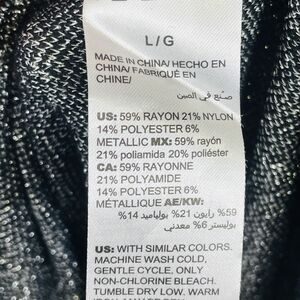 L/G
MADE IN CHINA/ HECHO EN
CHINA/ FABRIQUÉ EN
CHINE/
صنع في الصين
US: 59% RAYON 21% NYLON
14% POLYESTER 6%
METALLIC MX: 59% rayón
21% poliamida 20% poliéster
CA: 59% RAYONNE
21% POLYAMIDE
14% POLYESTER 6%
MÉTALLIQUE AE/KW:
59% رايون 21% بولياميد 14%
بوليستر 6% معدني
US: WITH SIMILAR COLORS.
MACHINE WASH COLD,
GENTLE CYCLE, ONLY
NON-CHLORINE BLEACH,
TUMBLE DRY LOW, WARM